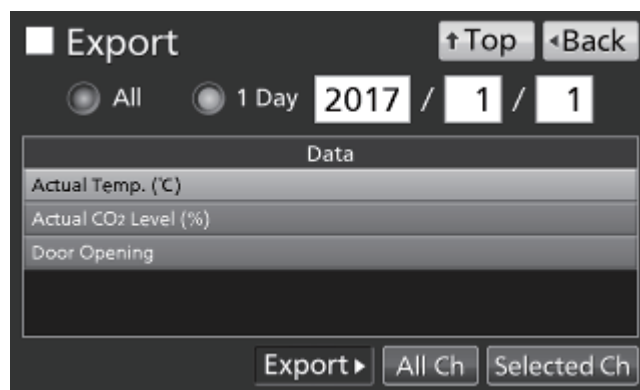 Export ↑Top ◂Back
All 1 Day 2017 / 1 / 1
Data
Actual Temp. (℃)
Actual CO₂ Level (%)
Door Opening
Export▸ All Ch Selected Ch